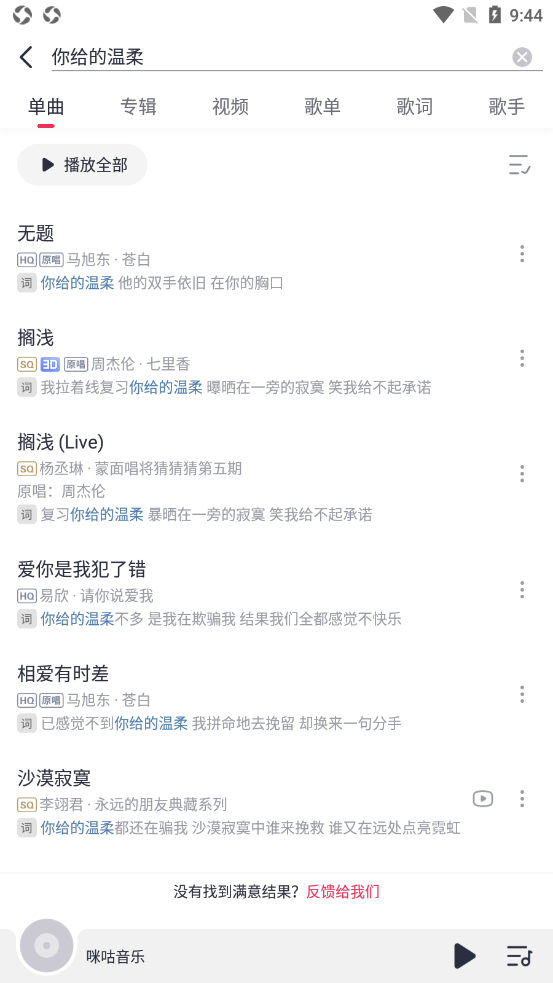 9:44
你给的温柔
单曲 专辑 视频 歌单 歌词 歌手
播放全部
无题
HQ 原唱 马旭东 · 苍白
词 你给的温柔 他的双手依旧 在你的胸口
搁浅
SQ 3D 原唱 周杰伦 · 七里香
词 我拉着线复习你给的温柔 曝晒在一旁的寂寞 笑我给不起承诺
搁浅 (Live)
SQ 杨丞琳 · 蒙面唱将猜猜猜第五期
原唱：周杰伦
词 复习你给的温柔 暴晒在一旁的寂寞 笑我给不起承诺
爱你是我犯了错
HQ 易欣 · 请你说爱我
词 你给的温柔不多 是我在欺骗我 结果我们全都感觉不快乐
相爱有时差
HQ 原唱 马旭东 · 苍白
词 已感觉不到你给的温柔 我拼命地去挽留 却换来一句分手
沙漠寂寞
SQ 李翊君 · 永远的朋友典藏系列
词 你给的温柔都还在骗我 沙漠寂寞中谁来挽救 谁又在远处点亮霓虹
没有找到满意结果？反馈给我们
咪咕音乐